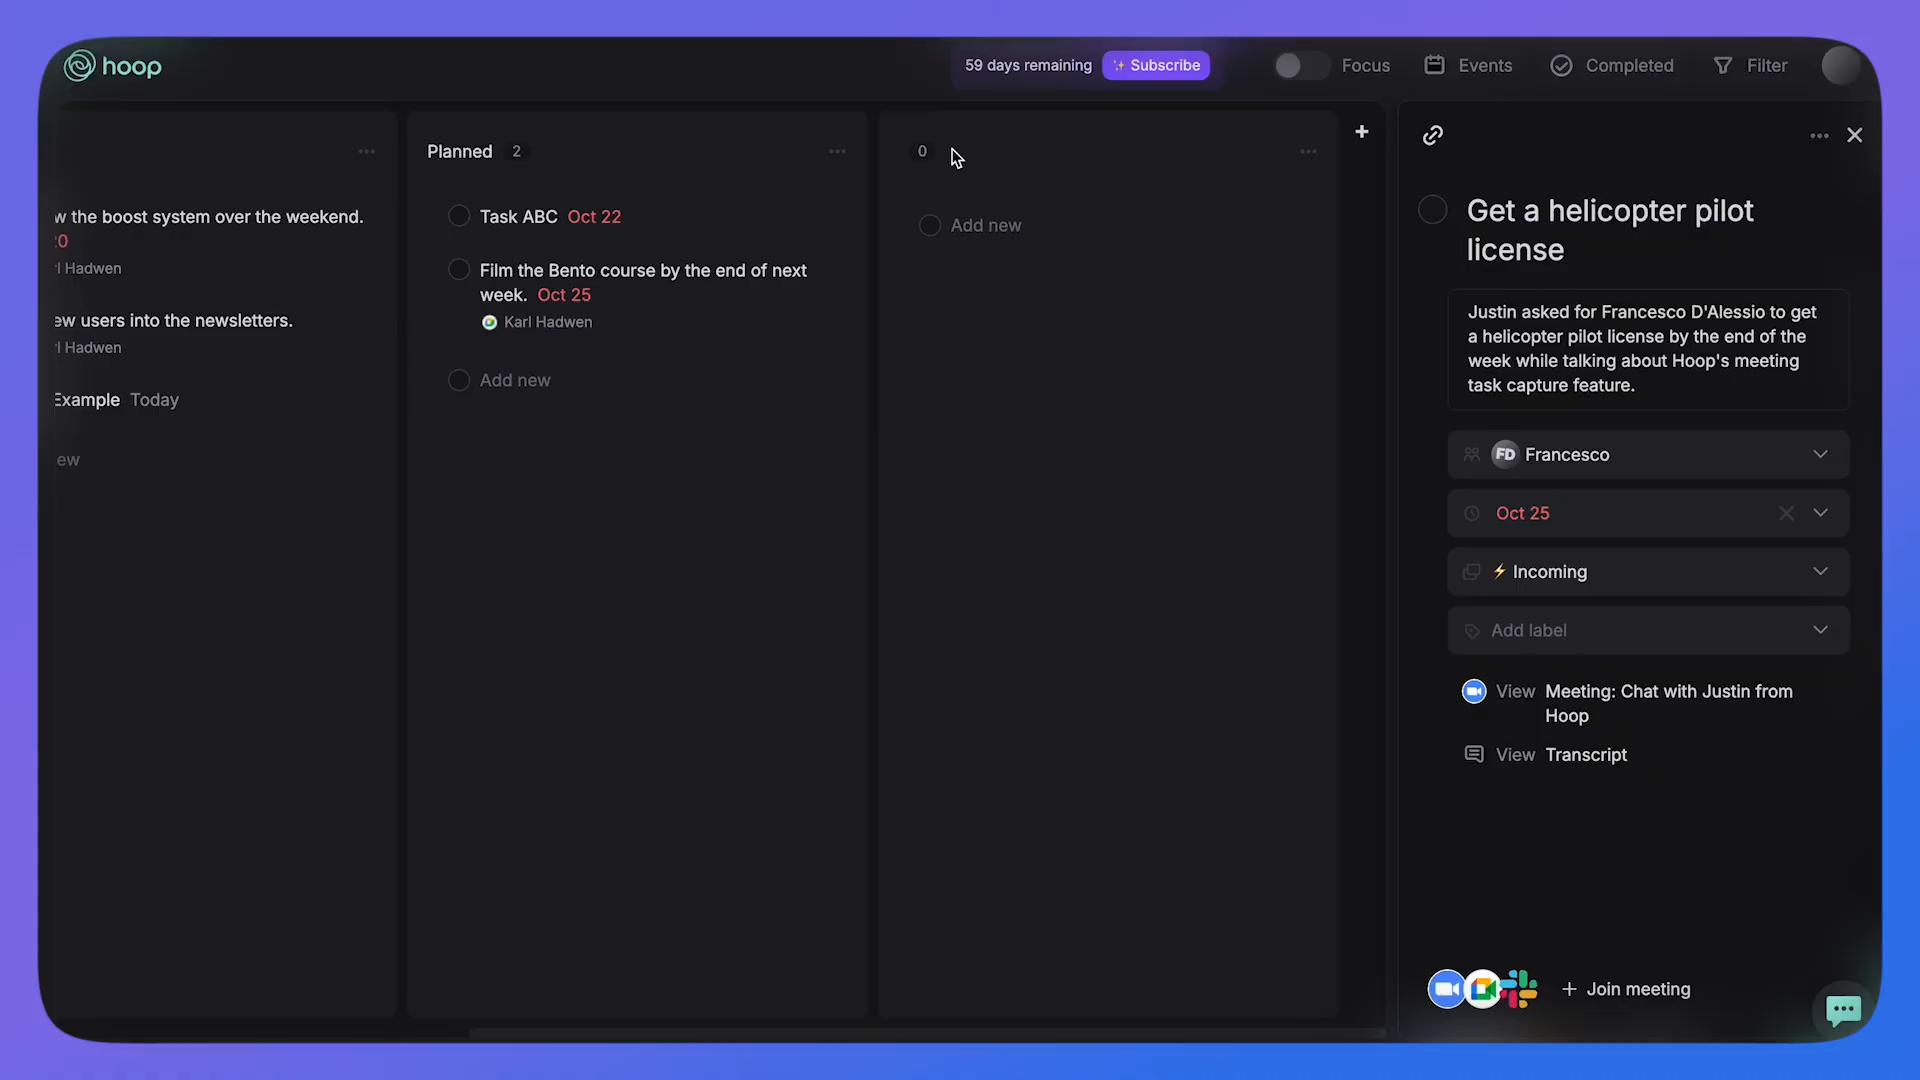 hoop
59 days remaining
Subscribe
Focus
Events
Completed
Filter
w the boost system over the weekend.
20
rl Hadwen
ew users into the newsletters.
rl Hadwen
Example Today
ew
Planned 2
Task ABC Oct 22
Film the Bento course by the end of next
week. Oct 25
Karl Hadwen
Add new
0
Add new
Get a helicopter pilot
license
Justin asked for Francesco D'Alessio to get
a helicopter pilot license by the end of the
week while talking about Hoop's meeting
task capture feature.
FD Francesco
Oct 25
Incoming
Add label
View Meeting: Chat with Justin from
Hoop
View Transcript
+ Join meeting